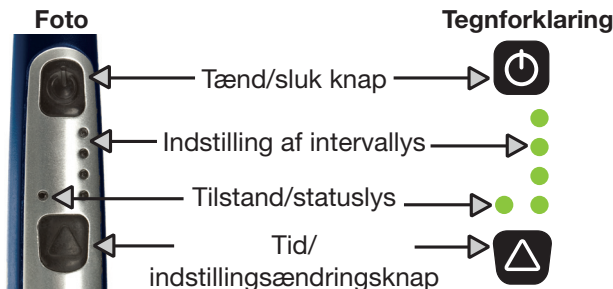 Foto
Tegnforklaring
Tænd/sluk knap
Indstilling af intervallys
Tilstand/statuslys
Tid/
indstillingsændringsknap